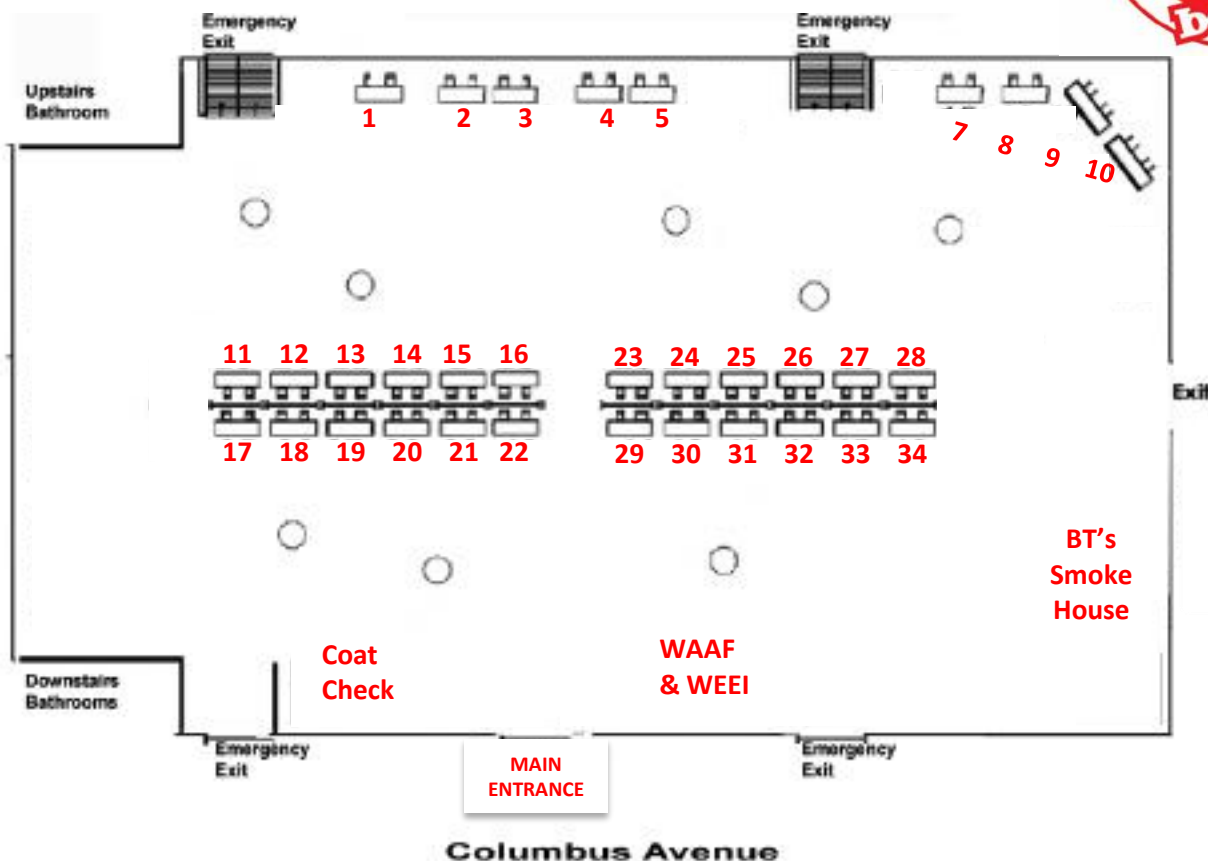 Emergency
Exit
Emergency
Exit
b
Upstairs
Bathroom
1 2 3 4 5
7 8 9 10
11 12 13 14 15 16 23 24 25 26 27 28
Exit
17 18 19 20 21 22 29 30 31 32 33 34
BT's
Smoke
House
Coat
Check
WAAF
& WEEI
Downstairs
Bathrooms
Emergency
Exit
MAIN
ENTRANCE
Emergency
Exit
Columbus Avenue